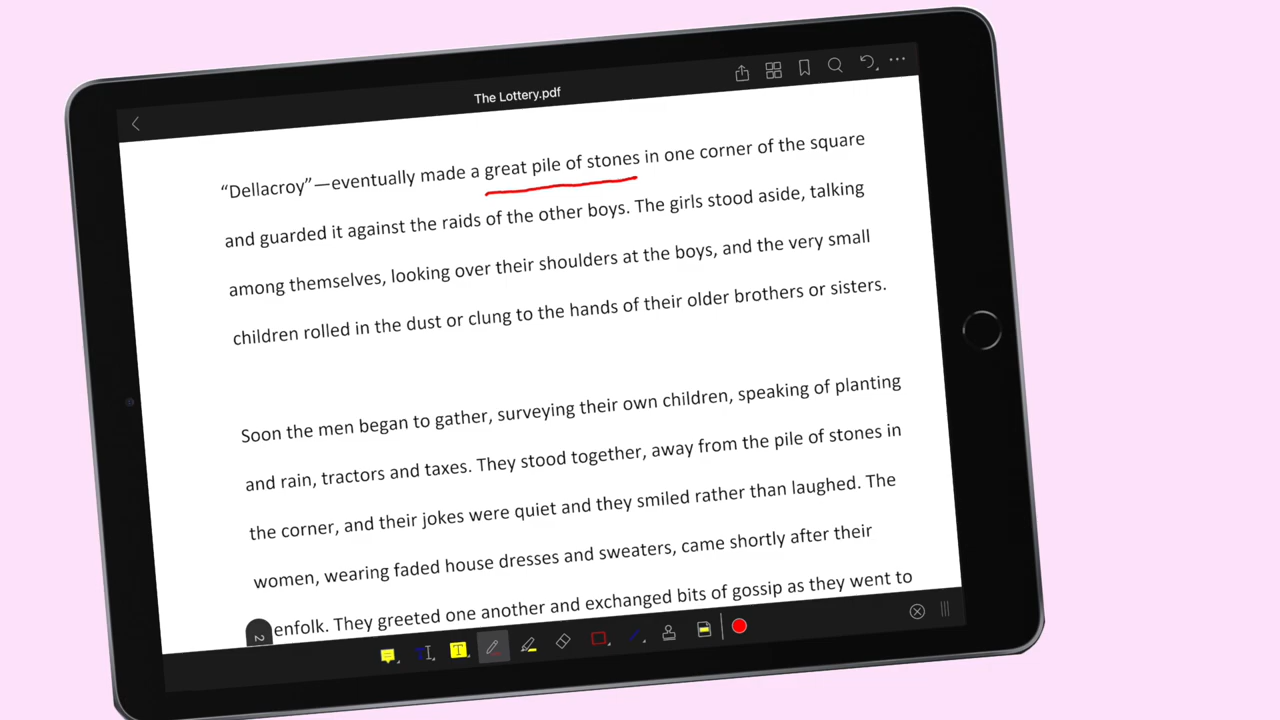 The Lottery.pdf
“Dellacroy”—eventually made a great pile of stones in one corner of the square
and guarded it against the raids of the other boys. The girls stood aside, talking
among themselves, looking over their shoulders at the boys, and the very small
children rolled in the dust or clung to the hands of their older brothers or sisters.
Soon the men began to gather, surveying their own children, speaking of planting
and rain, tractors and taxes. They stood together, away from the pile of stones in
the corner, and their jokes were quiet and they smiled rather than laughed. The
women, wearing faded house dresses and sweaters, came shortly after their
enfolk. They greeted one another and exchanged bits of gossip as they went to
2
T
T